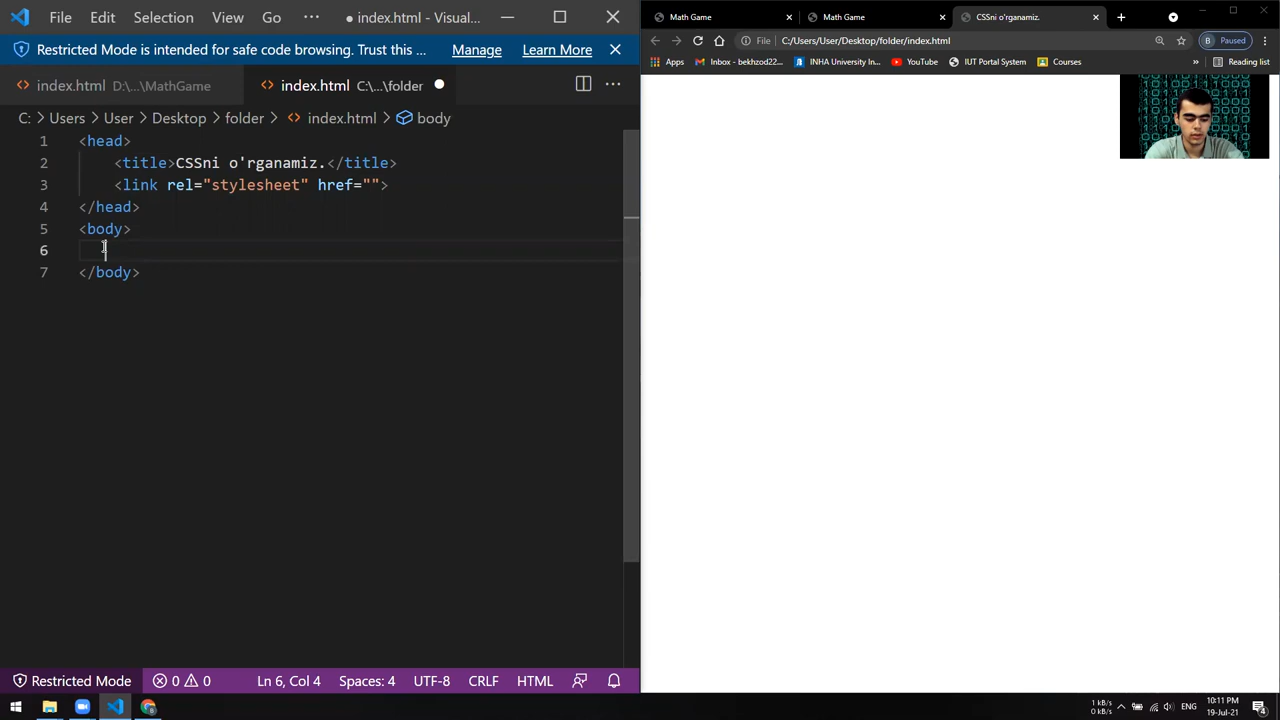 File Edit Selection View Go ··· ● index.html - Visual...
Restricted Mode is intended for safe code browsing. Trust this ... Manage Learn More
index.html D:\...\MathGame index.html C:\...\folder ●
C: > Users > User > Desktop > folder > index.html > body
1 <head>
2 <title>CSSni o'rganamiz.</title>
3 <link rel="stylesheet" href="">
4 </head>
5 <body>
6
7 </body>
Restricted Mode 0 0 Ln 6, Col 4 Spaces: 4 UTF-8 CRLF HTML
Math Game Math Game CSSni o'rganamiz.
File C:/Users/User/Desktop/folder/index.html B Paused
Apps Inbox - bekhzod22... INHA University In... YouTube IUT Portal System Courses » Reading list
1 kB/s
0 kB/s
ENG
10:11 PM
19-Jul-21
4